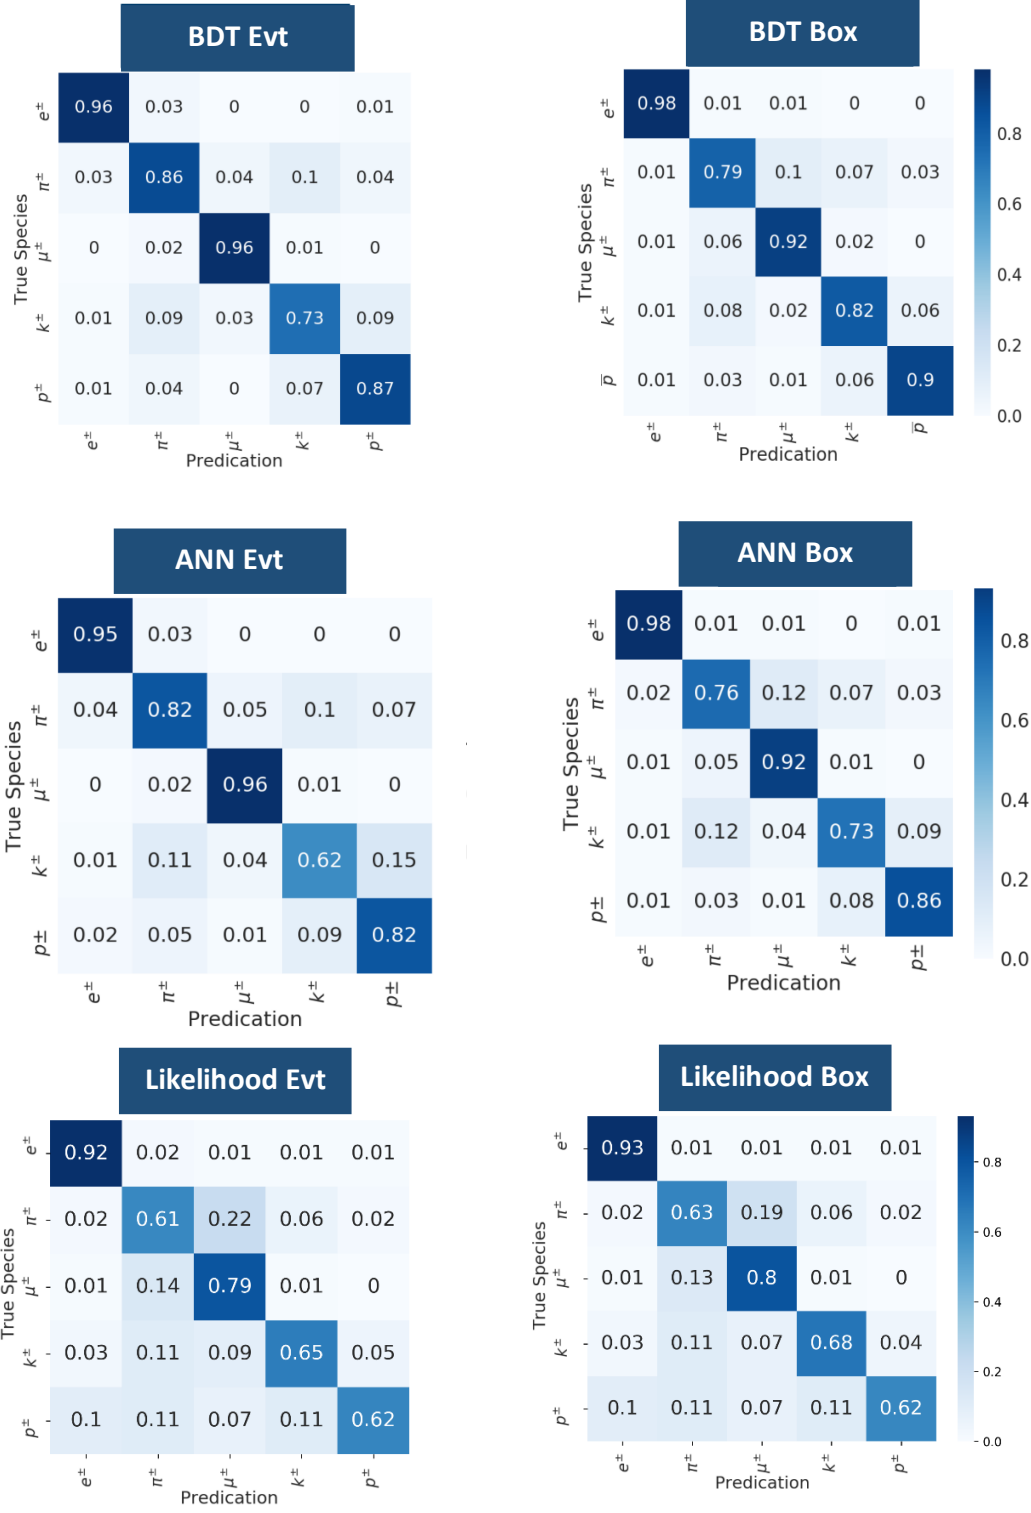 BDT Evt
e± 0.96 0.03 0 0 0.01
π± 0.03 0.86 0.04 0.1 0.04
μ± 0 0.02 0.96 0.01 0
k± 0.01 0.09 0.03 0.73 0.09
p± 0.01 0.04 0 0.07 0.87
True Species
e± π± μ± k± p±
Predication
BDT Box
e± 0.98 0.01 0.01 0 0
π± 0.01 0.79 0.1 0.07 0.03
μ± 0.01 0.06 0.92 0.02 0
k± 0.01 0.08 0.02 0.82 0.06
p̅ 0.01 0.03 0.01 0.06 0.9
True Species
e± π± μ± k± p̅
Predication
0.8
0.6
0.4
0.2
0.0
ANN Evt
e± 0.95 0.03 0 0 0
π± 0.04 0.82 0.05 0.1 0.07
μ± 0 0.02 0.96 0.01 0
k± 0.01 0.11 0.04 0.62 0.15
p± 0.02 0.05 0.01 0.09 0.82
True Species
e± π± μ± k± p±
Predication
ANN Box
e± 0.98 0.01 0.01 0 0.01
π± 0.02 0.76 0.12 0.07 0.03
μ± 0.01 0.05 0.92 0.01 0
k± 0.01 0.12 0.04 0.73 0.09
p± 0.01 0.03 0.01 0.08 0.86
True Species
e± π± μ± k± p±
Predication
0.8
0.6
0.4
0.2
0.0
Likelihood Evt
e± 0.92 0.02 0.01 0.01 0.01
π± 0.02 0.61 0.22 0.06 0.02
μ± 0.01 0.14 0.79 0.01 0
k± 0.03 0.11 0.09 0.65 0.05
p± 0.1 0.11 0.07 0.11 0.62
True Species
e± π± μ± k± p±
Predication
Likelihood Box
e± 0.93 0.01 0.01 0.01 0.01
π± 0.02 0.63 0.19 0.06 0.02
μ± 0.01 0.13 0.8 0.01 0
k± 0.03 0.11 0.07 0.68 0.04
p± 0.1 0.11 0.07 0.11 0.62
True Species
e± π± μ± k± p±
Predication
0.8
0.6
0.4
0.2
0.0